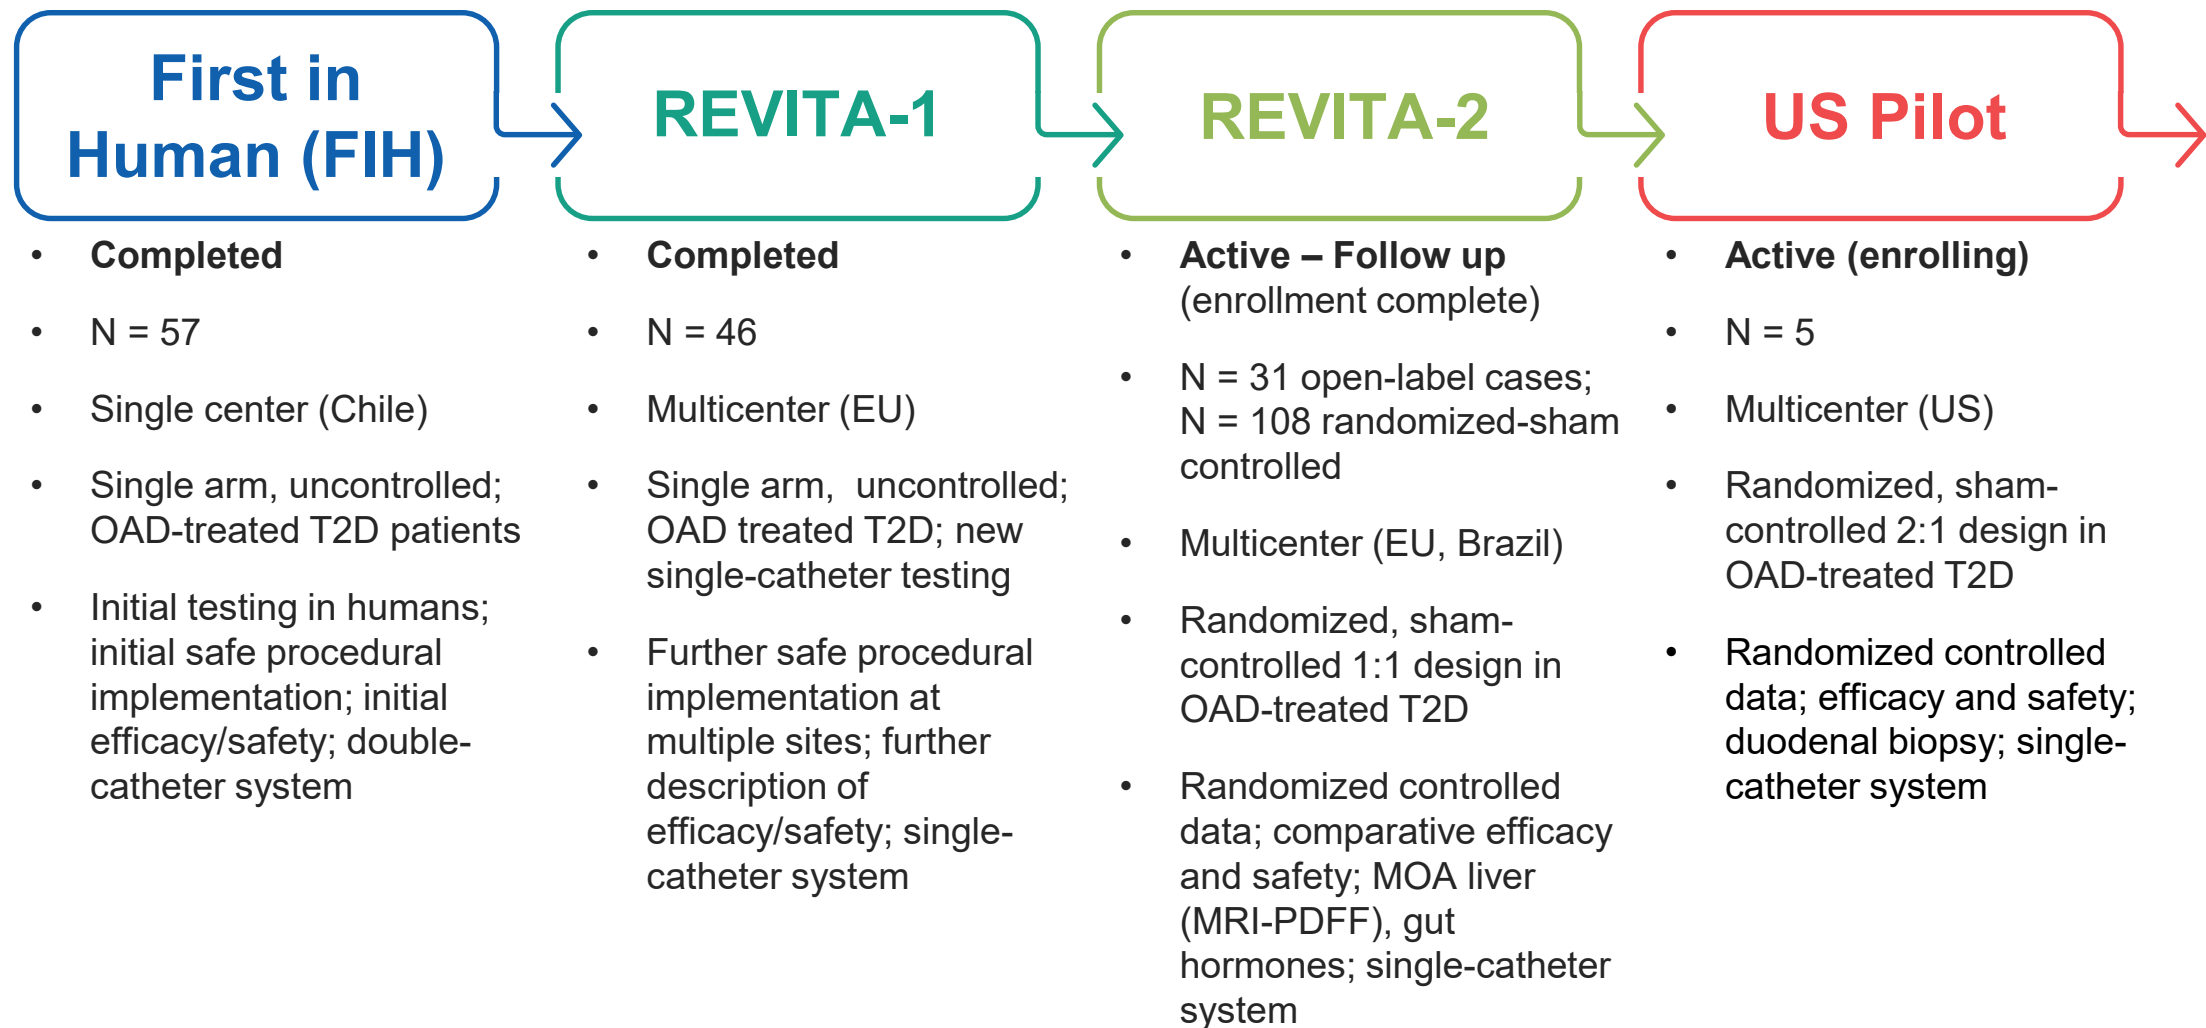 First in
Human (FIH)
• Completed
• N = 57
• Single center (Chile)
• Single arm, uncontrolled;
OAD-treated T2D patients
• Initial testing in humans;
initial safe procedural
implementation; initial
efficacy/safety; double-
catheter system
REVITA-1
• Completed
• N = 46
• Multicenter (EU)
• Single arm,  uncontrolled;
OAD treated T2D; new
single-catheter testing
• Further safe procedural
implementation at
multiple sites; further
description of
efficacy/safety; single-
catheter system
REVITA-2
• Active – Follow up
(enrollment complete)
• N = 31 open-label cases;
N = 108 randomized-sham
controlled
• Multicenter (EU, Brazil)
• Randomized, sham-
controlled 1:1 design in
OAD-treated T2D
• Randomized controlled
data; comparative efficacy
and safety; MOA liver
(MRI-PDFF), gut
hormones; single-catheter
system
US Pilot
• Active (enrolling)
• N = 5
• Multicenter (US)
• Randomized, sham-
controlled 2:1 design in
OAD-treated T2D
• Randomized controlled
data; efficacy and safety;
duodenal biopsy; single-
catheter system